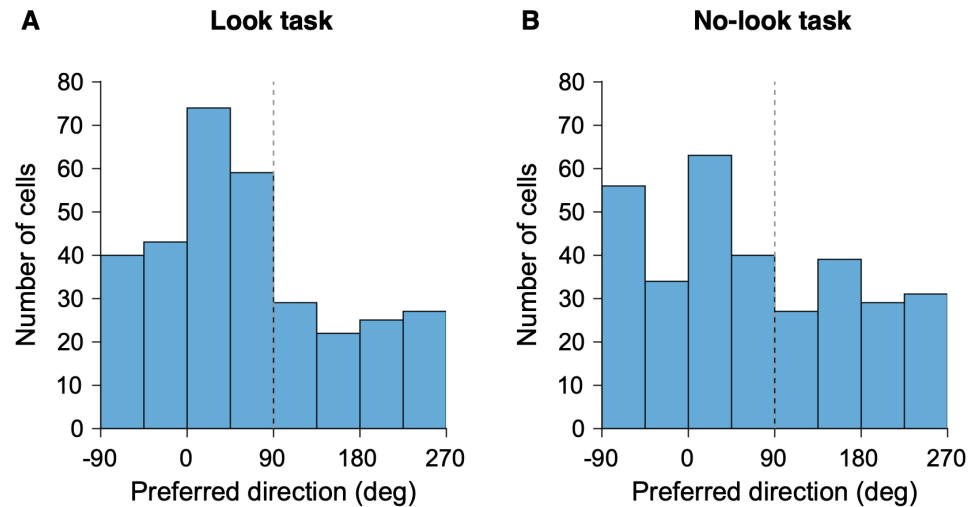 A
Look task
80
70
60
50
40
30
20
10
0
Number of cells
-90 0 90 180 270
Preferred direction (deg)
B
No-look task
80
70
60
50
40
30
20
10
0
Number of cells
-90 0 90 180 270
Preferred direction (deg)